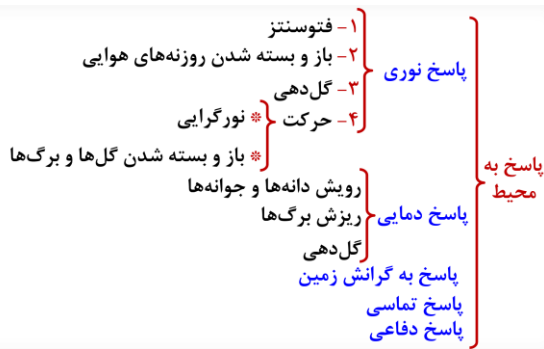 پاسخ به
محیط
پاسخ نوری
۱- فتوسنتز
۲- باز و بسته شدن روزنه‌های هوایی
۳- گل‌دهی
۴- حرکت
* نورگرایی
* باز و بسته شدن گل‌ها و برگ‌ها
پاسخ دمایی
رویش دانه‌ها و جوانه‌ها
ریزش برگ‌ها
گل‌دهی
پاسخ به گرانش زمین
پاسخ تماسی
پاسخ دفاعی